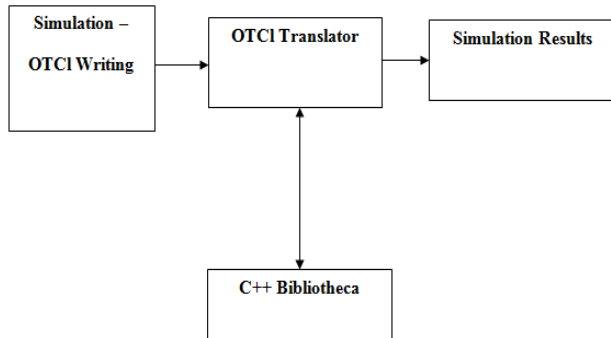 Simulation –
OTCl Writing
OTCl Translator
Simulation Results
C++ Bibliotheca